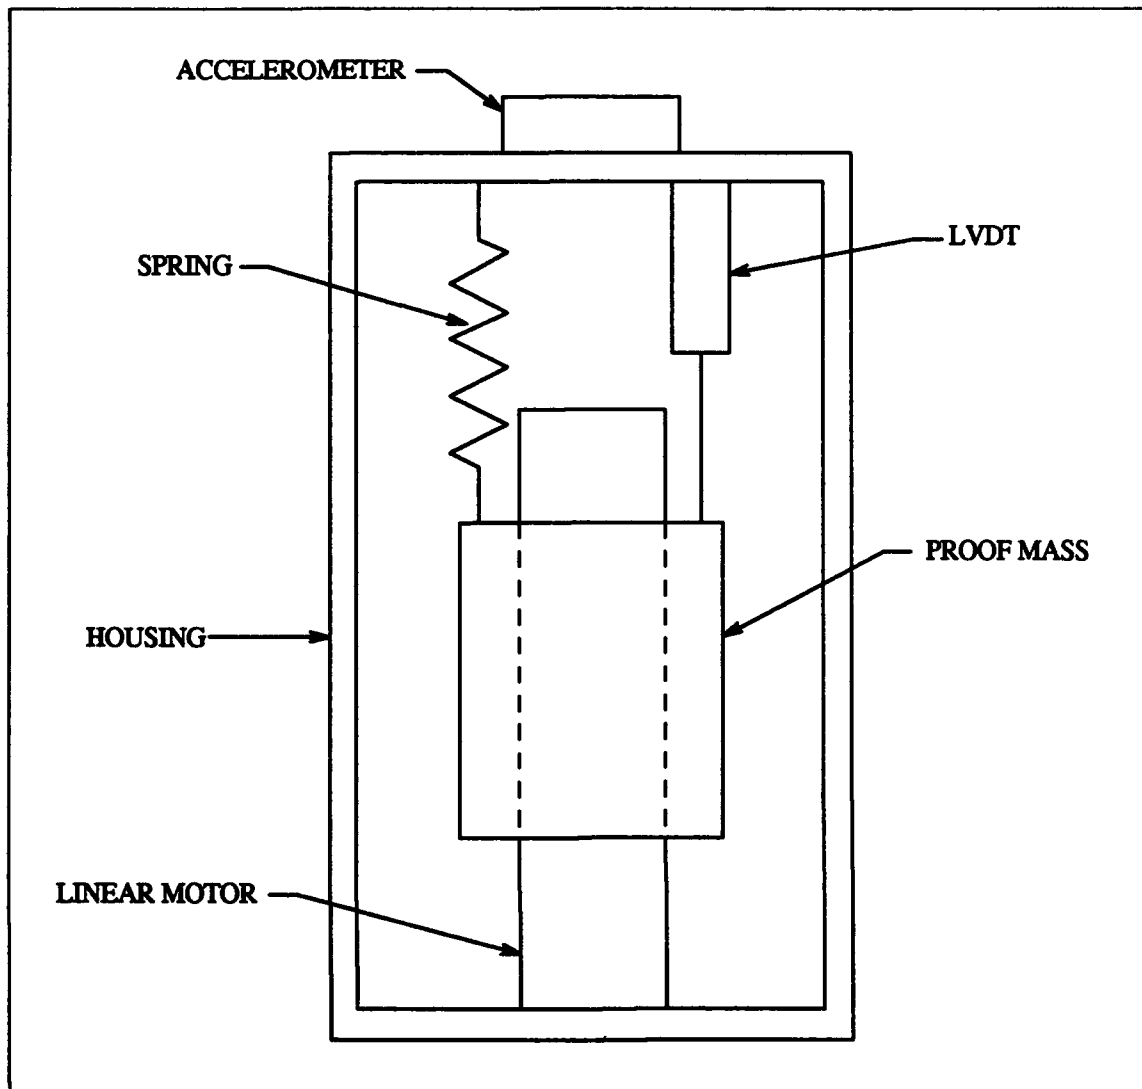 ACCELEROMETER
LVDT
SPRING
PROOF MASS
HOUSING
LINEAR MOTOR